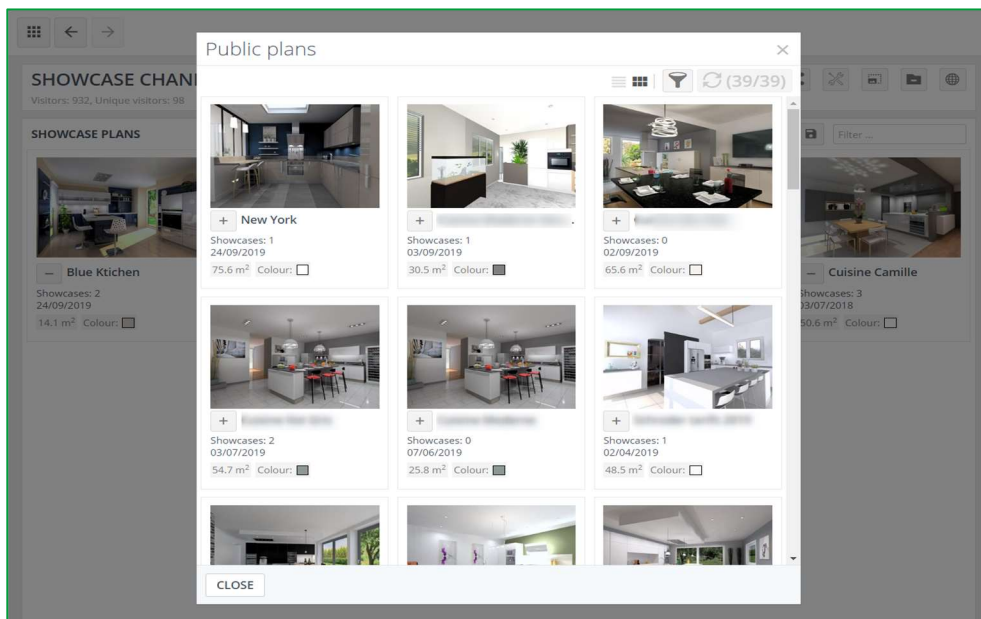 Public plans
×
SHOWCASE CHAN
Visitors: 932, Unique visitors: 98
(39/39)
SHOWCASE PLANS
Filter ...
Blue Ktichen
Showcases: 2
24/09/2019
14.1 m² Colour:
New York
Showcases: 1
24/09/2019
75.6 m² Colour:
Showcases: 1
03/09/2019
30.5 m² Colour:
Showcases: 0
02/09/2019
65.6 m² Colour:
Cuisine Camille
Showcases: 3
03/07/2018
50.6 m² Colour:
Showcases: 2
03/07/2019
54.7 m² Colour:
Showcases: 0
07/06/2019
25.8 m² Colour:
Showcases: 1
02/04/2019
48.5 m² Colour:
CLOSE